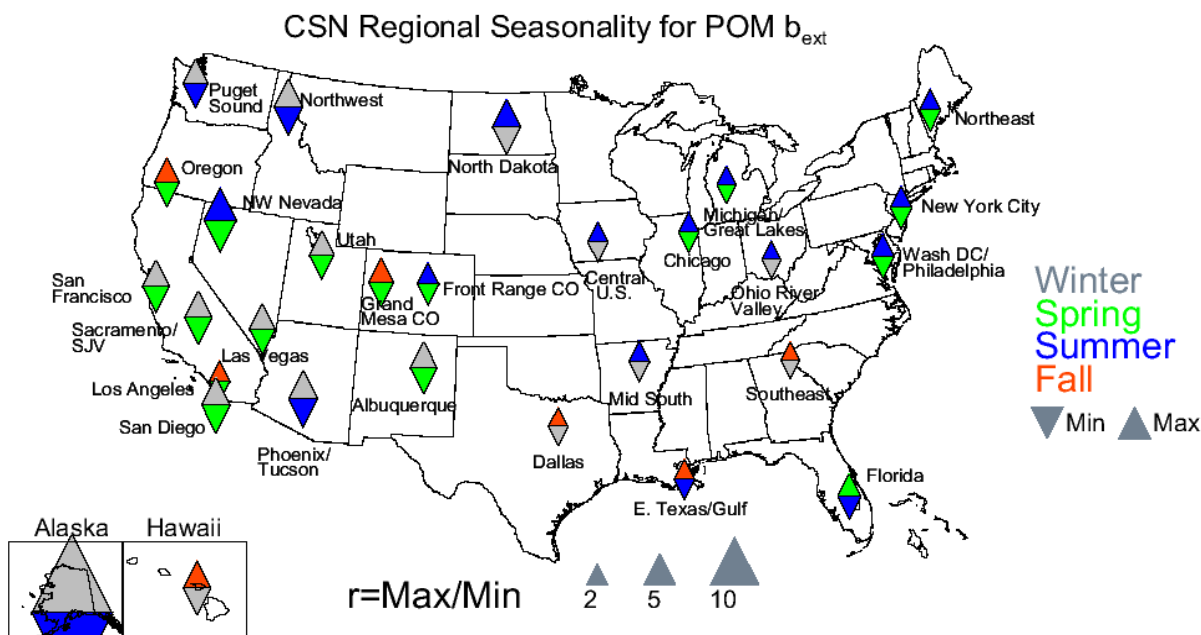 CSN Regional Seasonality for POM b_ext
Puget
Sound
Northwest
North Dakota
Northeast
Oregon
NW Nevada
Michigan/
Great Lakes
New York City
Utah
Chicago
Wash DC/
Philadelphia
San
Francisco
Grand
Mesa CO
Front Range CO
Central
U.S.
Ohio River
Valley
Winter
Spring
Summer
Fall
Min
Max
Sacramento/
SJV
Las Vegas
Los Angeles
San Diego
Albuquerque
Mid South
Southeast
Phoenix/
Tucson
Dallas
E. Texas/Gulf
Florida
Alaska
Hawaii
r=Max/Min
2
5
10